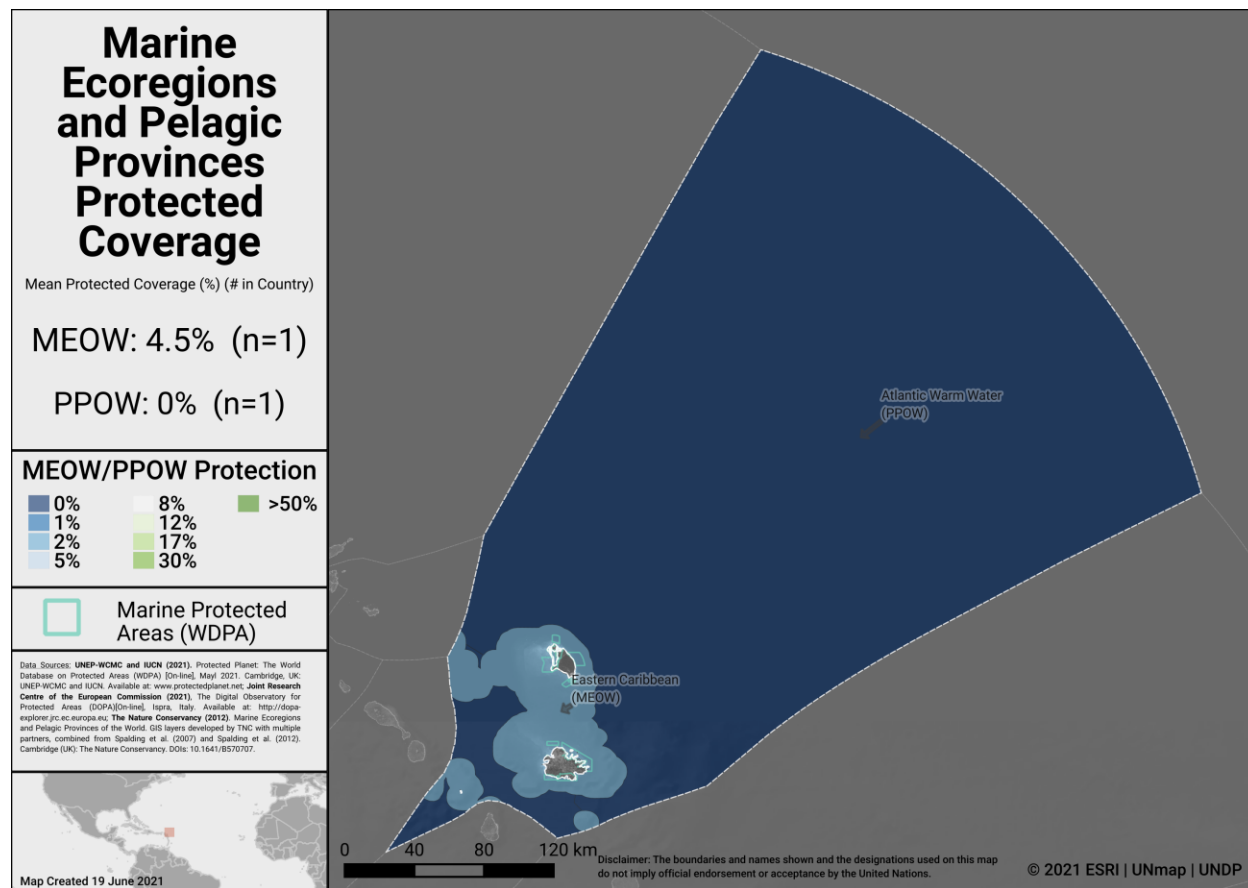 Marine
Ecoregions
and Pelagic
Provinces
Protected
Coverage
Mean Protected Coverage (%) (# in Country)
MEOW: 4.5% (n=1)
PPOW: 0% (n=1)
MEOW/PPOW Protection
0%
1%
2%
5%
8%
12%
17%
30%
>50%
Marine Protected
Areas (WDPA)
Data Sources: UNEP-WCMC and IUCN (2021). Protected Planet: The World
Database on Protected Areas (WDPA) [On-line], Mayl 2021. Cambridge, UK:
UNEP-WCMC and IUCN. Available at: www.protectedplanet.net; Joint Research
Centre of the European Commission (2021), The Digital Observatory for
Protected Areas (DOPA)[On-line], Ispra, Italy. Available at: http://dopa-
explorer.jrc.ec.europa.eu; The Nature Conservancy (2012). Marine Ecoregions
and Pelagic Provinces of the World. GIS layers developed by TNC with multiple
partners, combined from Spalding et al. (2007) and Spalding et al. (2012).
Cambridge (UK): The Nature Conservancy. DOIs: 10.1641/B570707.
Map Created 19 June 2021
Atlantic Warm Water
(PPOW)
Eastern Caribbean
(MEOW)
0 40 80 120 km
Disclaimer: The boundaries and names shown and the designations used on this map
do not imply official endorsement or acceptance by the United Nations.
© 2021 ESRI | UNmap | UNDP